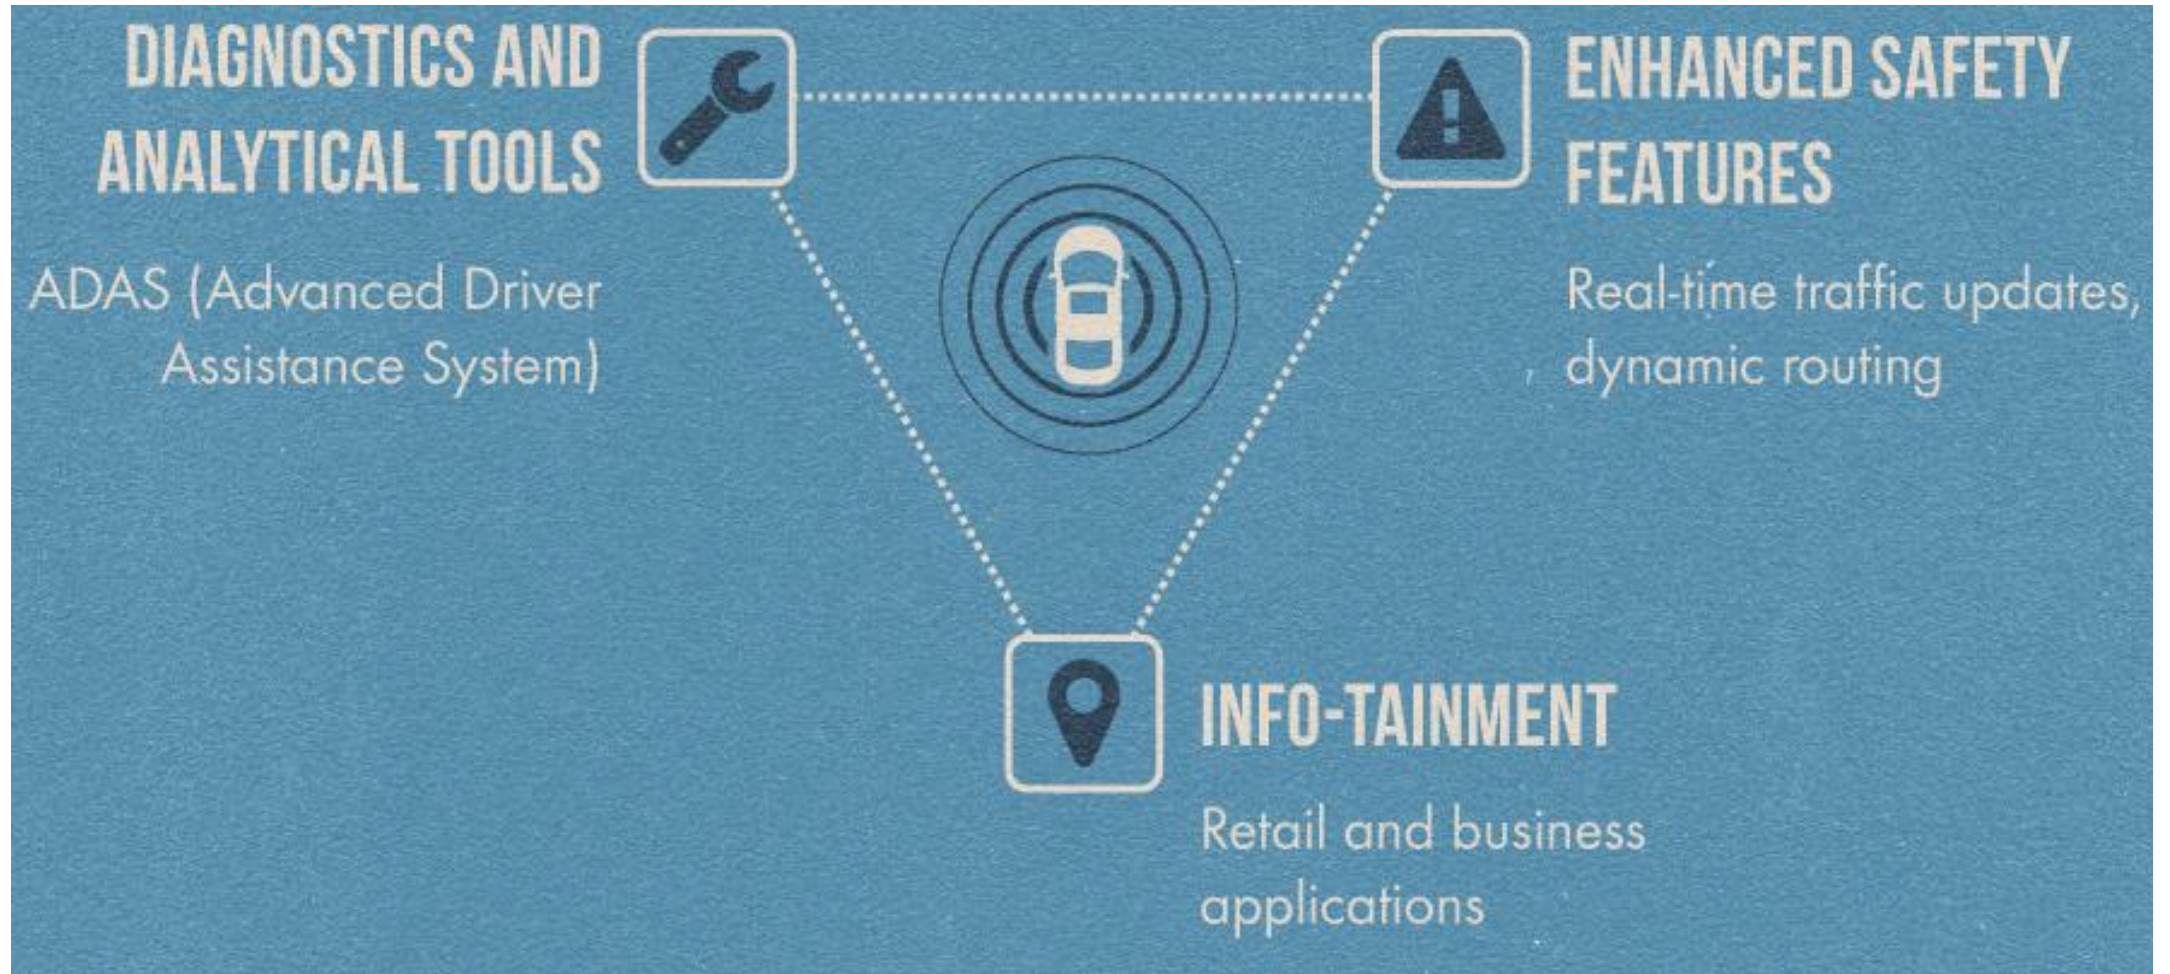 DIAGNOSTICS AND
ANALYTICAL TOOLS
ADAS (Advanced Driver
Assistance System)
ENHANCED SAFETY
FEATURES
Real-time traffic updates,
dynamic routing
INFO-TAINMENT
Retail and business
applications